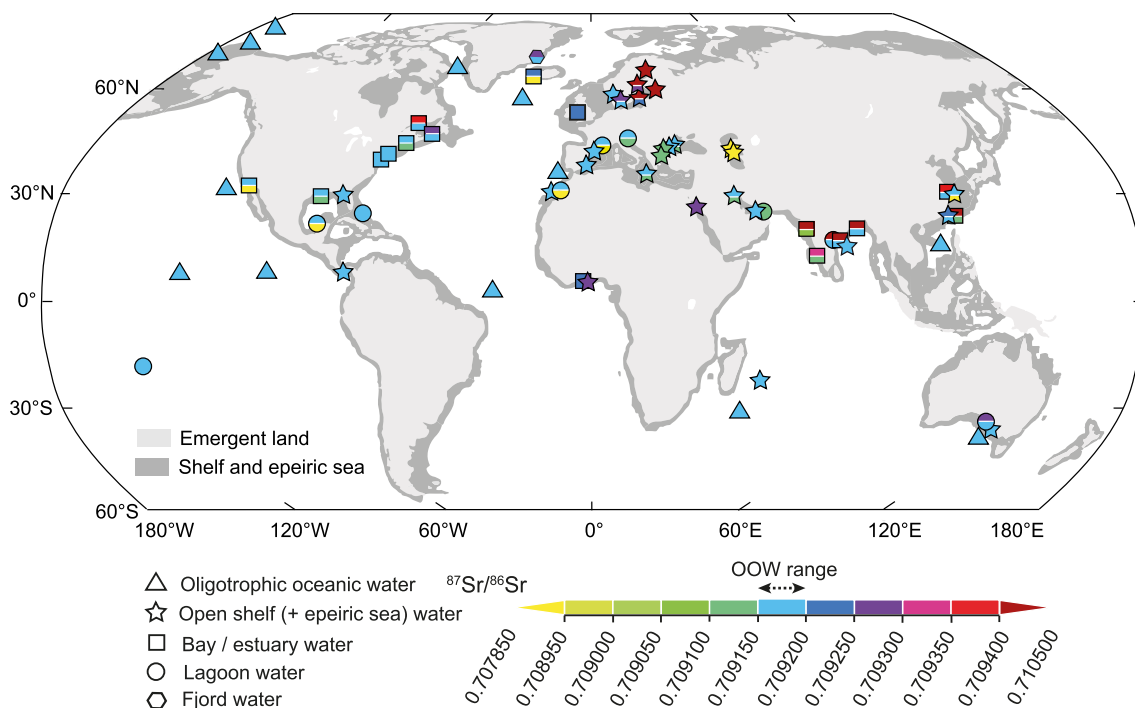 60°N
30°N
0°
30°S
60°S
Emergent land
Shelf and epeiric sea
180°W
120°W
60°W
0°
60°E
120°E
180°E
OOW range
Oligotrophic oceanic water
Open shelf (+ epeiric sea) water
Bay / estuary water
Lagoon water
Fjord water
⁸⁷Sr/⁸⁶Sr
0.707850
0.708950
0.709000
0.709050
0.709100
0.709150
0.709200
0.709250
0.709300
0.709350
0.709400
0.710500